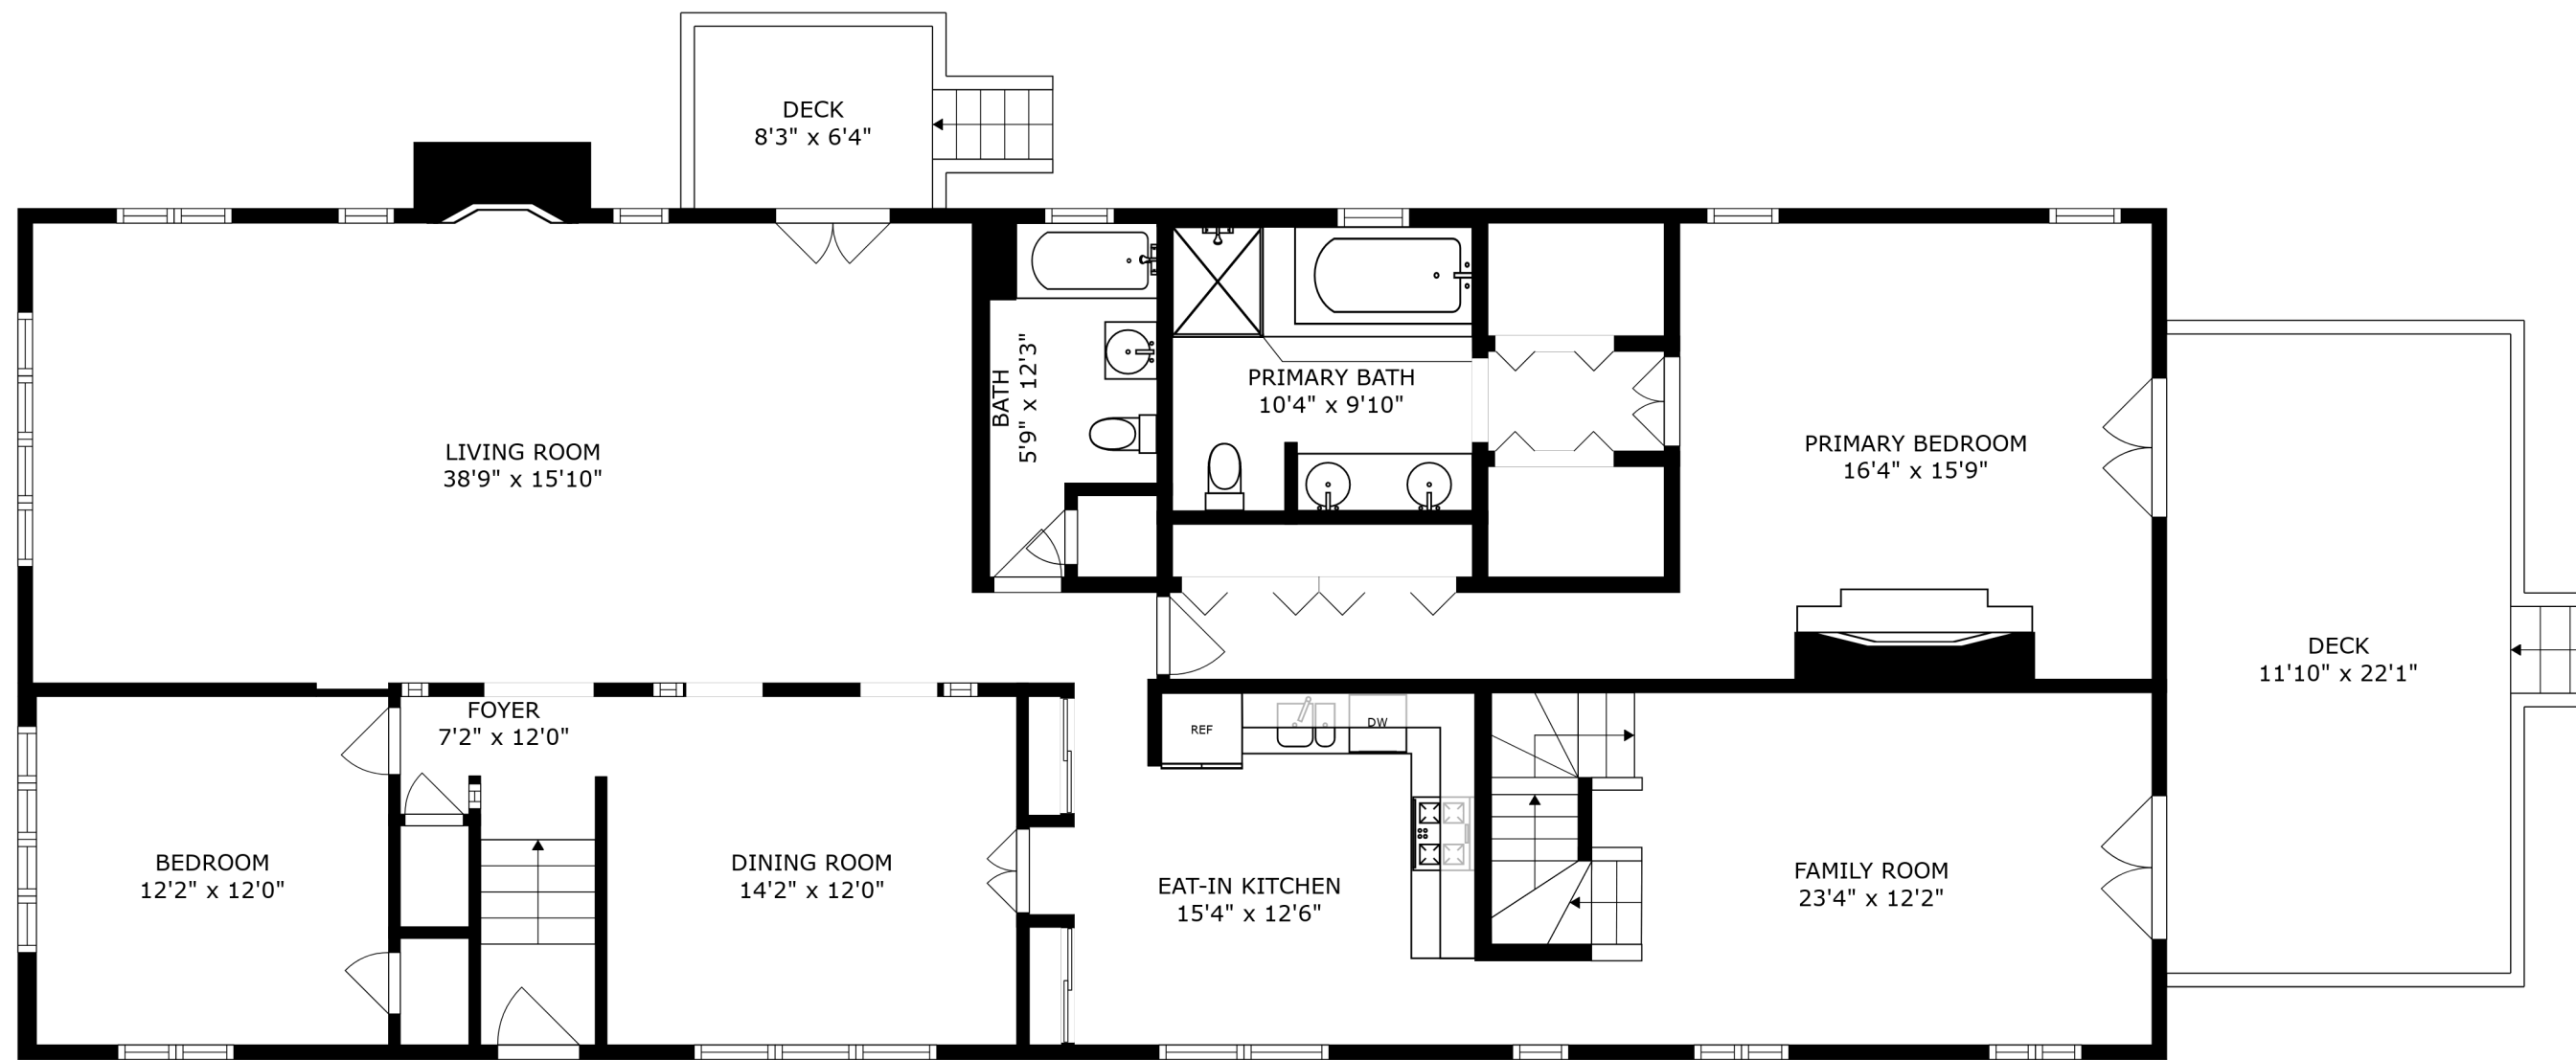 DECK
8'3" x 6'4"
LIVING ROOM
38'9" x 15'10"
BATH
5'9" x 12'3"
PRIMARY BATH
10'4" x 9'10"
PRIMARY BEDROOM
16'4" x 15'9"
DECK
11'10" x 22'1"
FOYER
7'2" x 12'0"
REF
DW
BEDROOM
12'2" x 12'0"
DINING ROOM
14'2" x 12'0"
EAT-IN KITCHEN
15'4" x 12'6"
FAMILY ROOM
23'4" x 12'2"